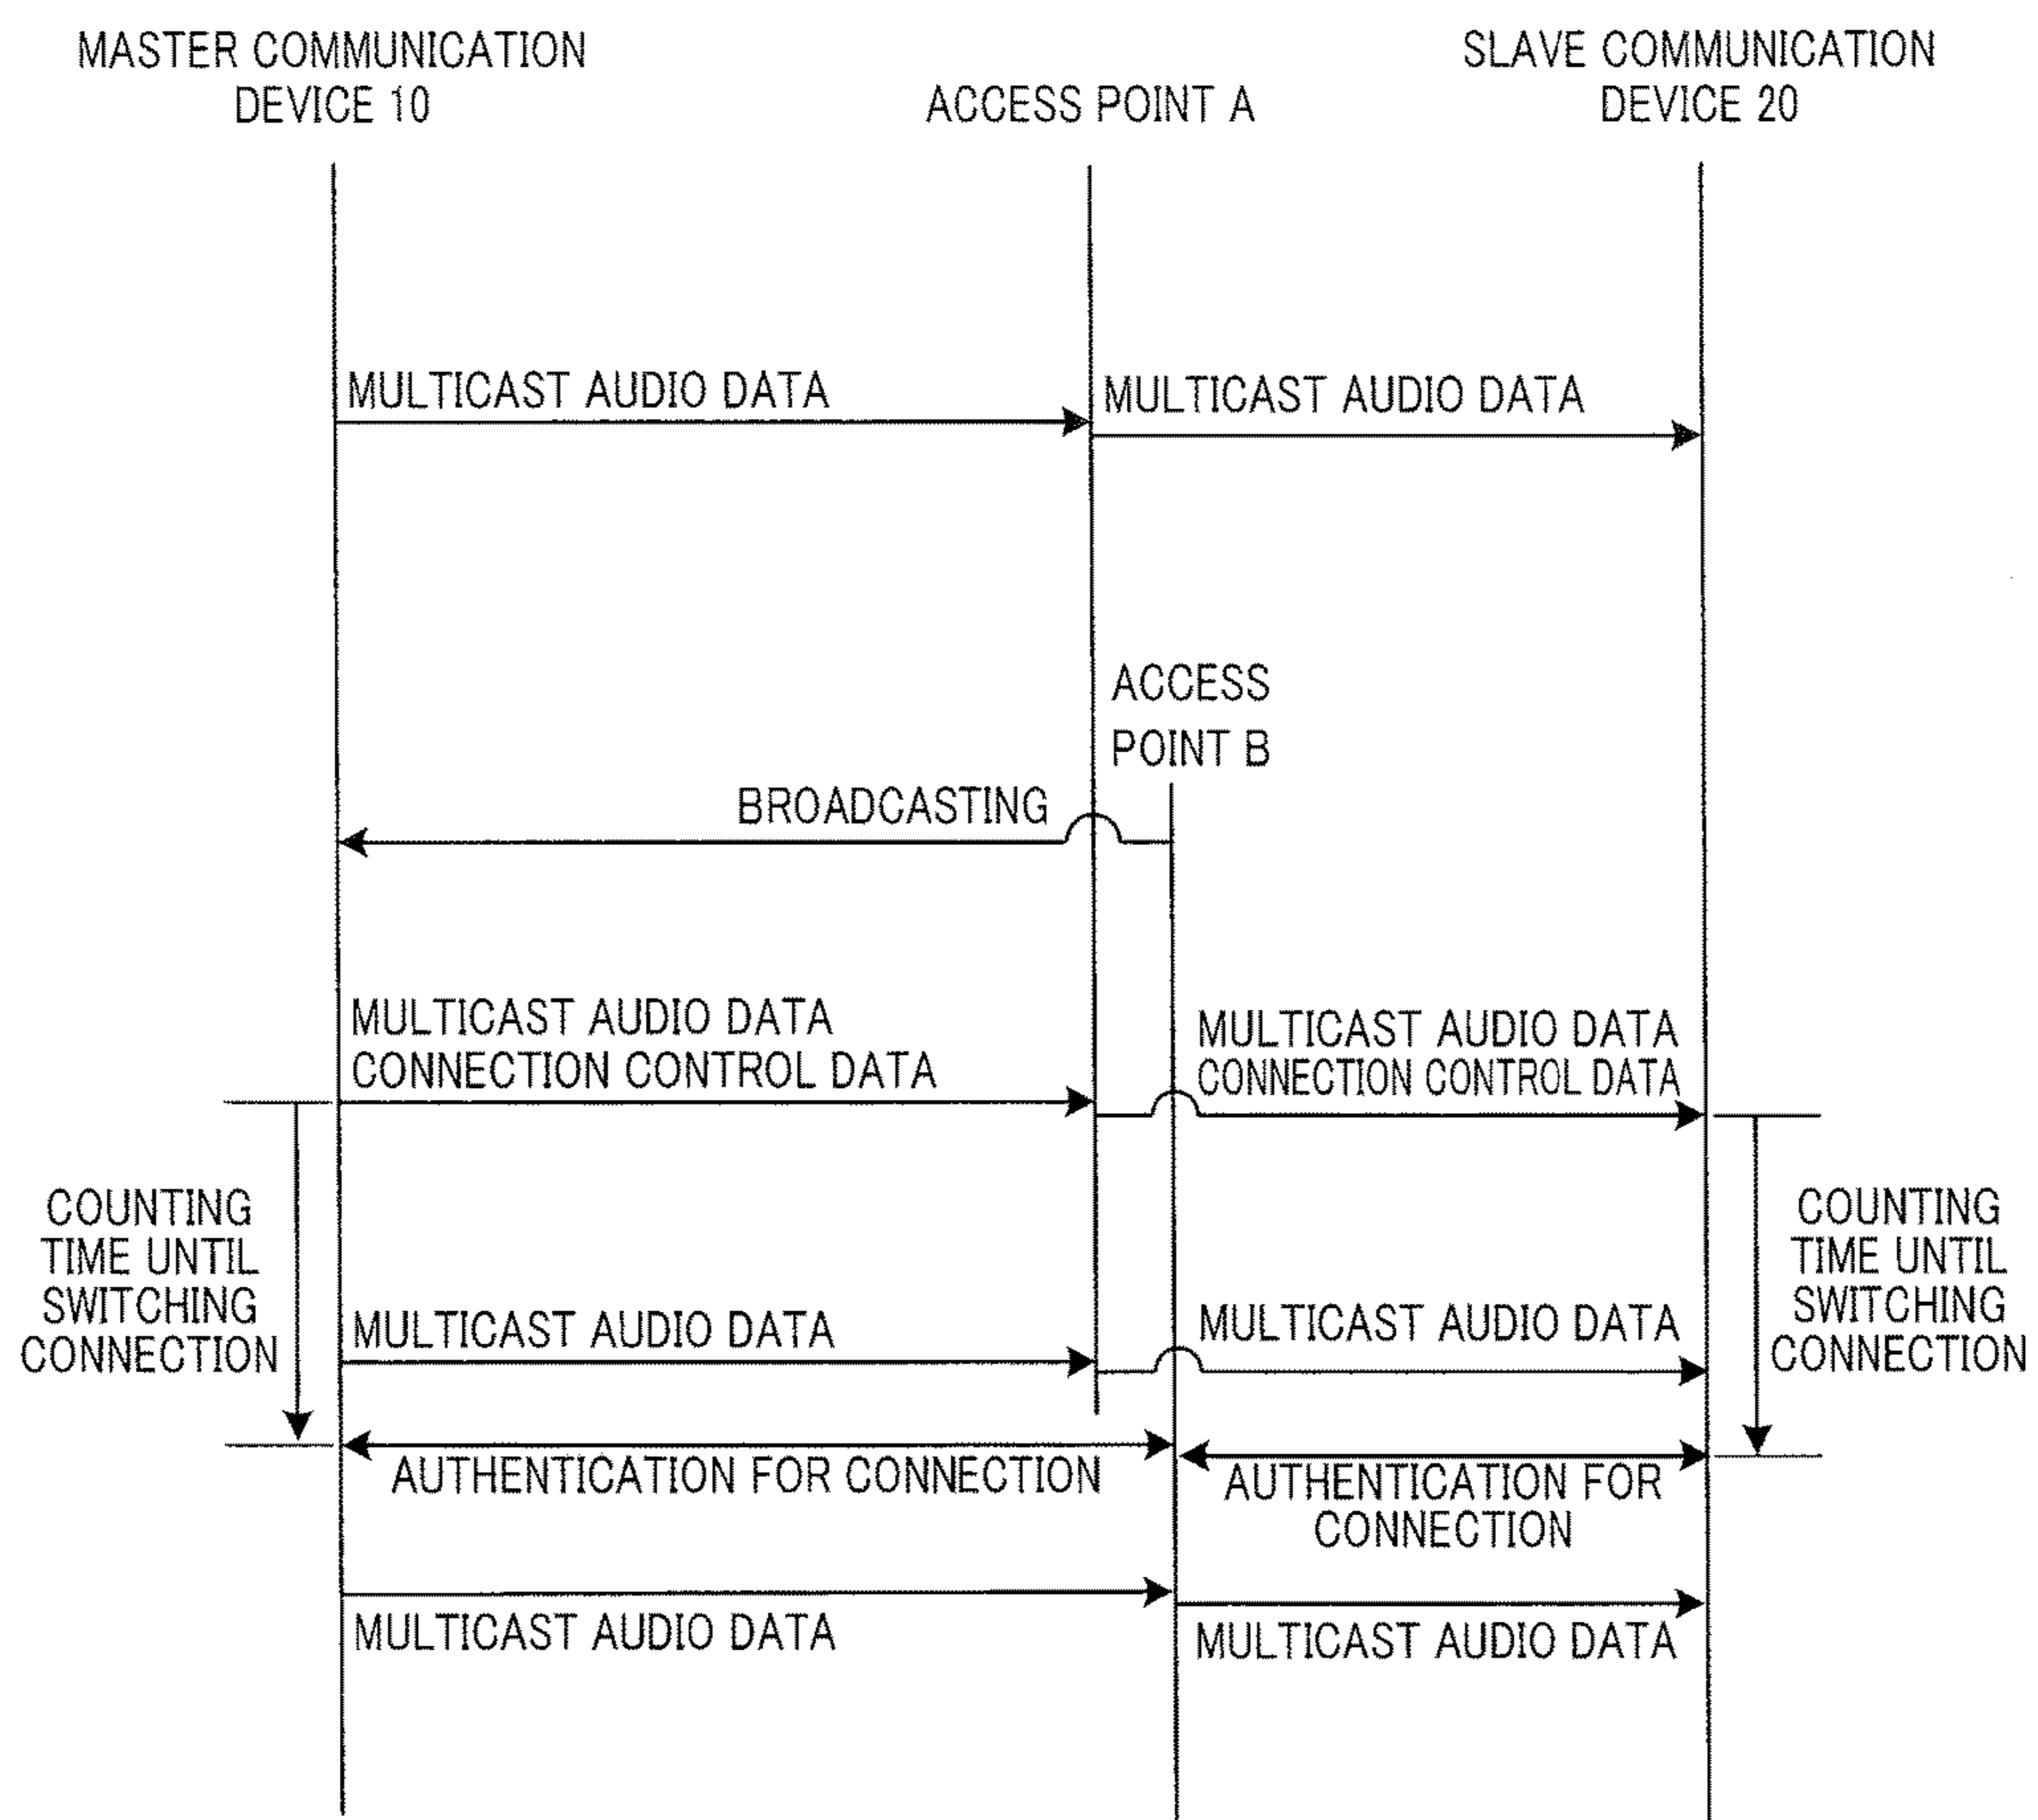 MASTER COMMUNICATION
DEVICE 10
ACCESS POINT A
SLAVE COMMUNICATION
DEVICE 20
MULTICAST AUDIO DATA
MULTICAST AUDIO DATA
ACCESS
POINT B
BROADCASTING
MULTICAST AUDIO DATA
CONNECTION CONTROL DATA
MULTICAST AUDIO DATA
CONNECTION CONTROL DATA
COUNTING
TIME UNTIL
SWITCHING
CONNECTION
COUNTING
TIME UNTIL
SWITCHING
CONNECTION
MULTICAST AUDIO DATA
MULTICAST AUDIO DATA
AUTHENTICATION FOR CONNECTION
AUTHENTICATION FOR
CONNECTION
MULTICAST AUDIO DATA
MULTICAST AUDIO DATA